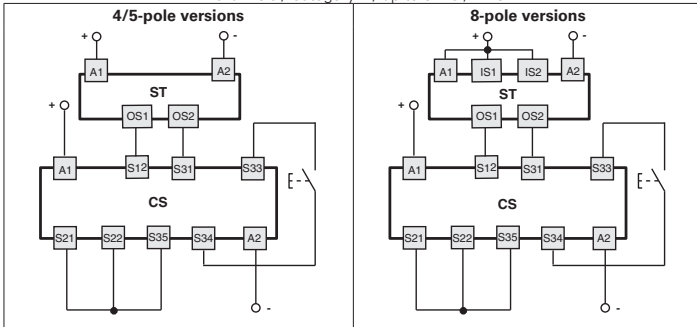 4/5-pole versions
+ -
A1 A2
ST
+ OS1 OS2
A1 S12 S31 S33
CS
S21 S22 S35 S34 A2
-
8-pole versions
+ -
A1 IS1 IS2 A2
ST
+ OS1 OS2
A1 S12 S31 S33
CS
S21 S22 S35 S34 A2
-